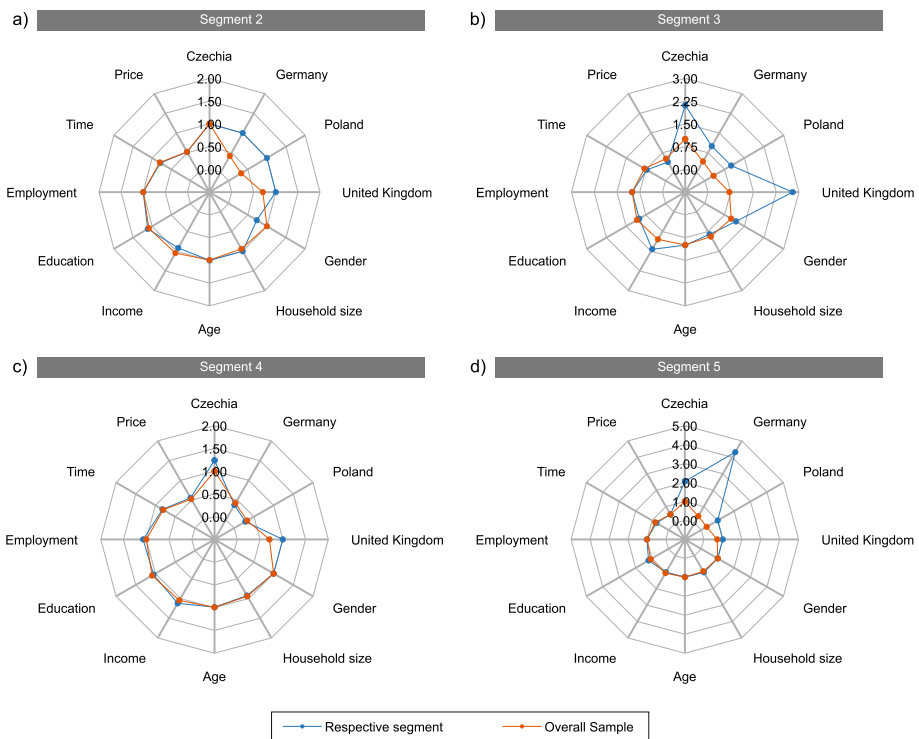 a) Segment 2
b) Segment 3
Czechia
Price
Germany
2.00
1.50
1.00
0.50
0.00
Time
Poland
Employment
United Kingdom
Education
Gender
Income
Household size
Age
Czechia
Price
Germany
3.00
2.25
1.50
0.75
0.00
Time
Poland
Employment
United Kingdom
Education
Gender
Income
Household size
Age
c) Segment 4
d) Segment 5
Czechia
Price
Germany
2.00
1.50
1.00
0.50
0.00
Time
Poland
Employment
United Kingdom
Education
Gender
Income
Household size
Age
Czechia
Price
Germany
5.00
4.00
3.00
2.00
1.00
0.00
Time
Poland
Employment
United Kingdom
Education
Gender
Income
Household size
Age
Respective segment
Overall Sample